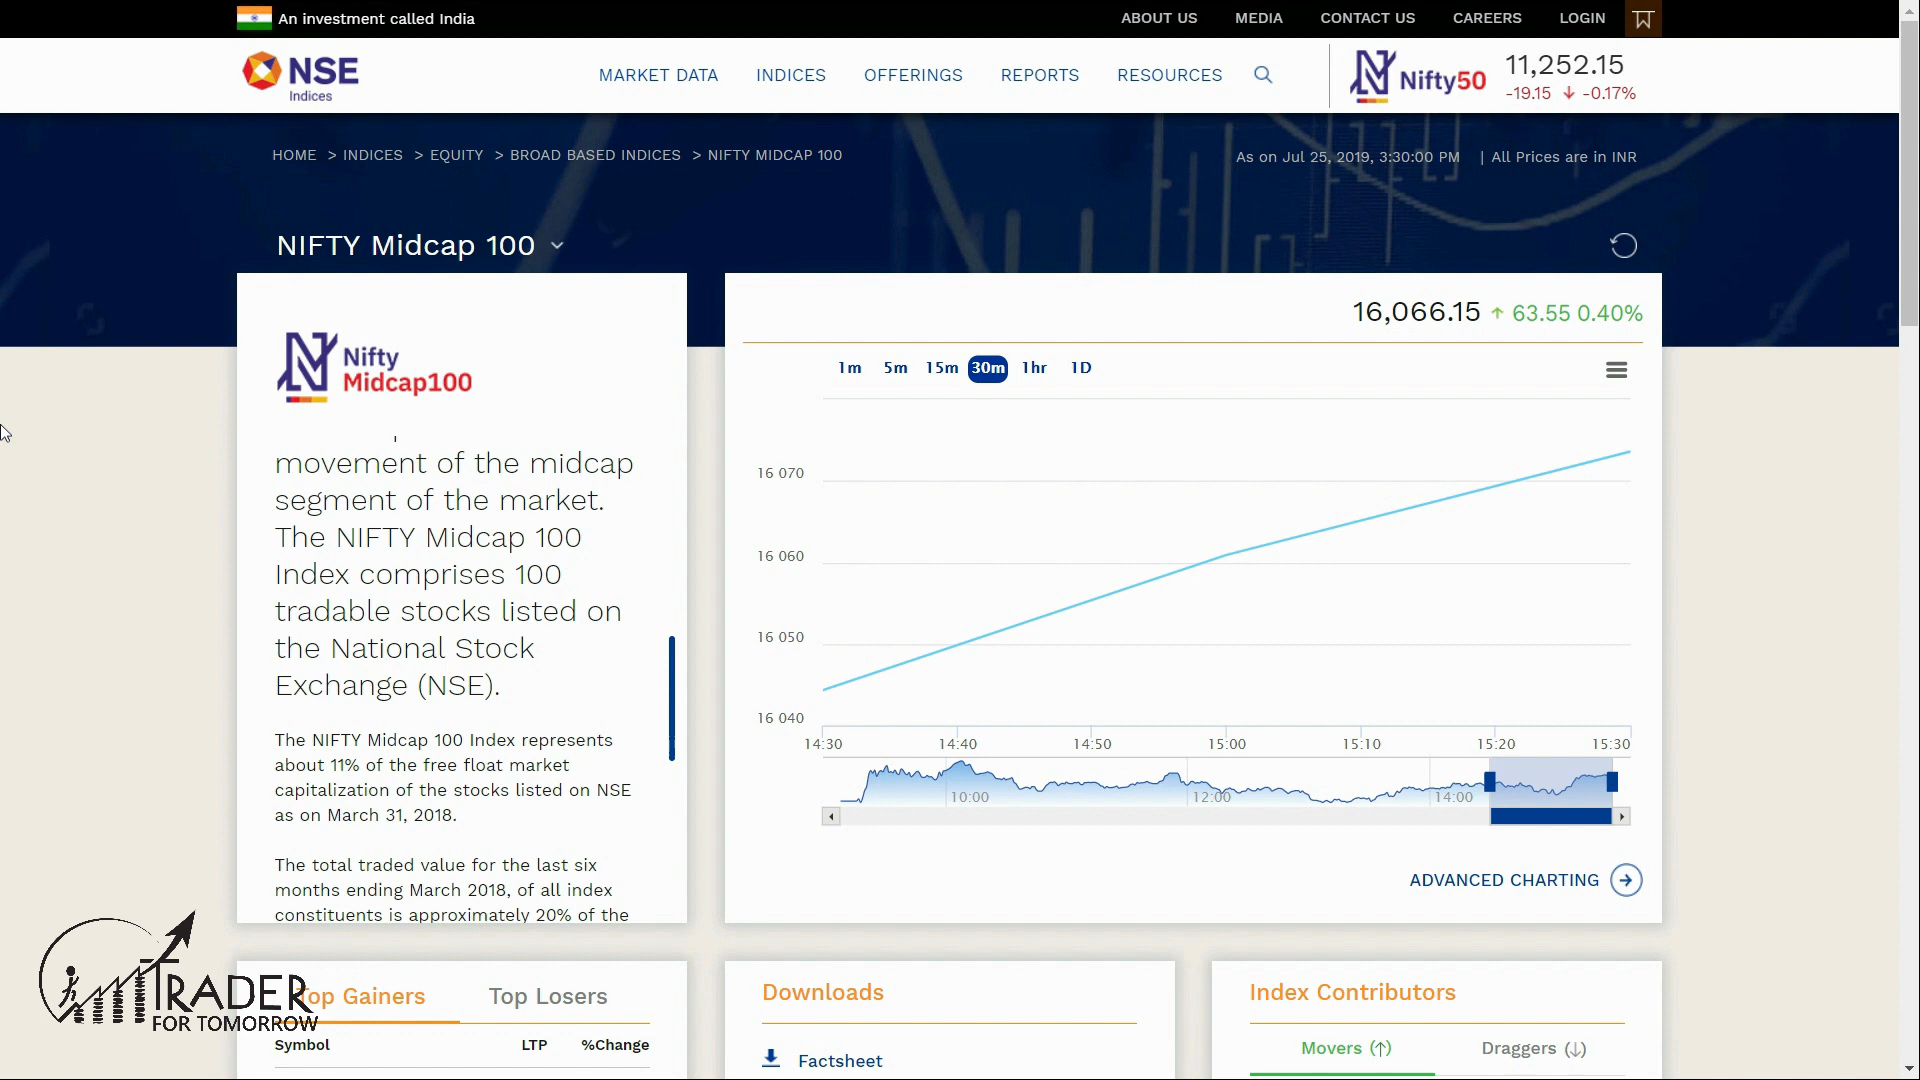 An investment called India
ABOUT US MEDIA CONTACT US CAREERS LOGIN
NSE
Indices
MARKET DATA INDICES OFFERINGS REPORTS RESOURCES
Nifty50
11,252.15
-19.15 ↓ -0.17%
HOME > INDICES > EQUITY > BROAD BASED INDICES > NIFTY MIDCAP 100
As on Jul 25, 2019, 3:30:00 PM | All Prices are in INR
NIFTY Midcap 100
Nifty
Midcap100
movement of the midcap
segment of the market.
The NIFTY Midcap 100
Index comprises 100
tradable stocks listed on
the National Stock
Exchange (NSE).
The NIFTY Midcap 100 Index represents
about 11% of the free float market
capitalization of the stocks listed on NSE
as on March 31, 2018.
The total traded value for the last six
months ending March 2018, of all index
constituents is approximately 20% of the
16,066.15 ↑ 63.55 0.40%
1m 5m 15m 30m 1hr 1D
16 070
16 060
16 050
16 040
14:30 14:40 14:50 15:00 15:10 15:20 15:30
10:00 12:00 14:00
ADVANCED CHARTING
TRADER
FOR TOMORROW
Top Gainers Top Losers
Symbol LTP %Change
Downloads
Factsheet
Index Contributors
Movers (↑) Draggers (↓)